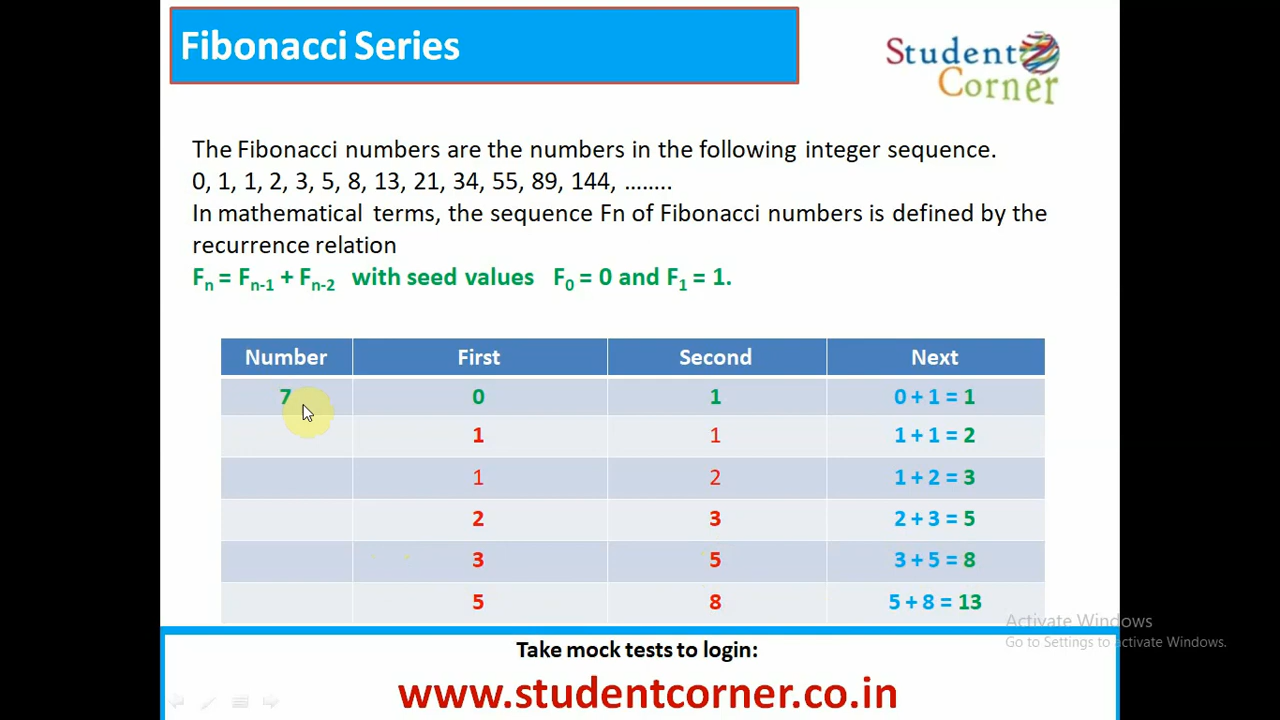 Fibonacci Series
Student
Corner
The Fibonacci numbers are the numbers in the following integer sequence.
0, 1, 1, 2, 3, 5, 8, 13, 21, 34, 55, 89, 144, ........
In mathematical terms, the sequence Fn of Fibonacci numbers is defined by the
recurrence relation
Fn = Fn-1 + Fn-2 with seed values F0 = 0 and F1 = 1.
Number First Second Next
7 0 1 0 + 1 = 1
1 1 1 + 1 = 2
1 2 1 + 2 = 3
2 3 2 + 3 = 5
3 5 3 + 5 = 8
5 8 5 + 8 = 13
Activate Windows
Go to Settings to activate Windows.
Take mock tests to login:
www.studentcorner.co.in